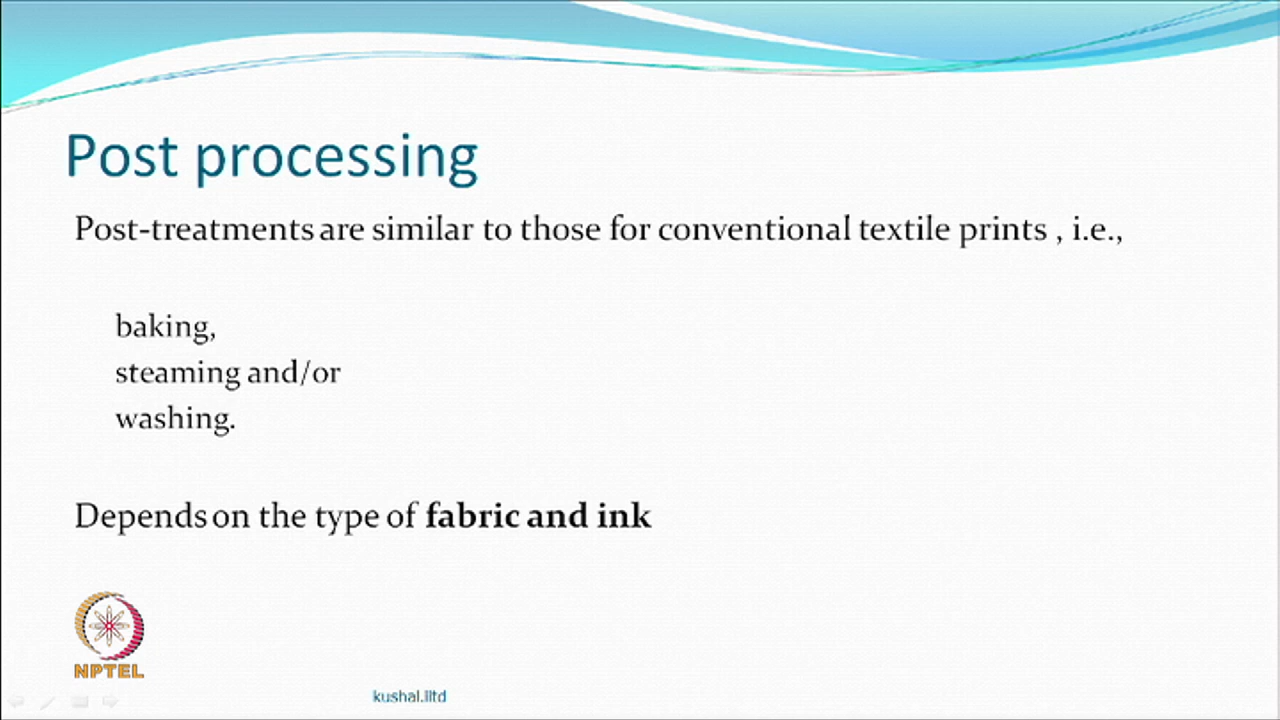 Post processing
Post-treatments are similar to those for conventional textile prints , i.e.,
baking,
steaming and/or
washing.
Depends on the type of fabric and ink
NPTEL
kushal.iitd